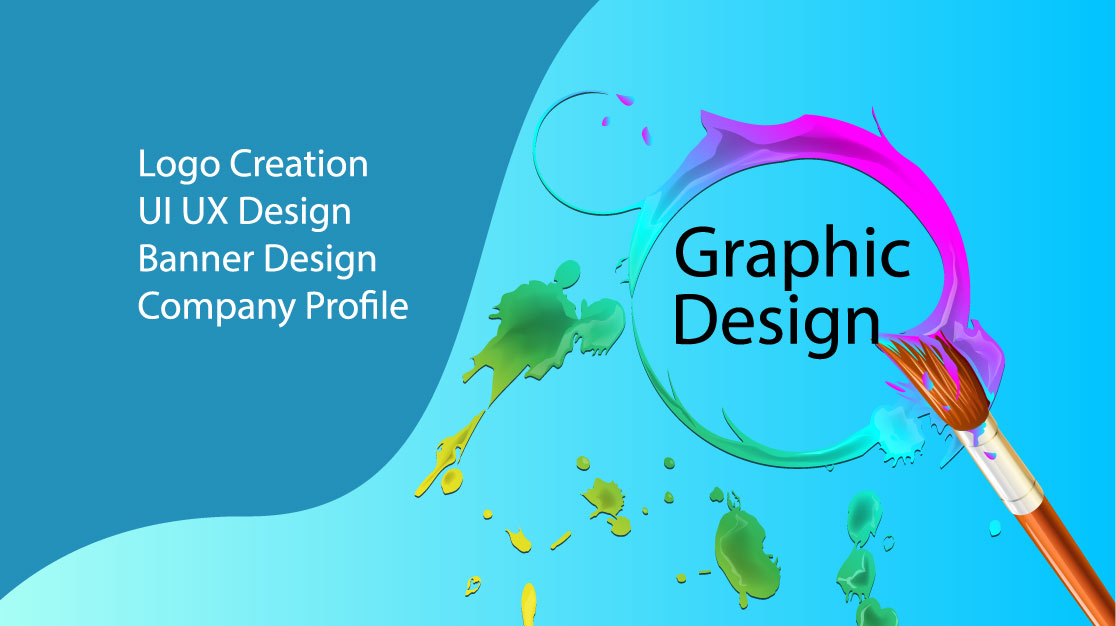 Logo Creation
UI UX Design
Banner Design
Company Profile
Graphic
Design